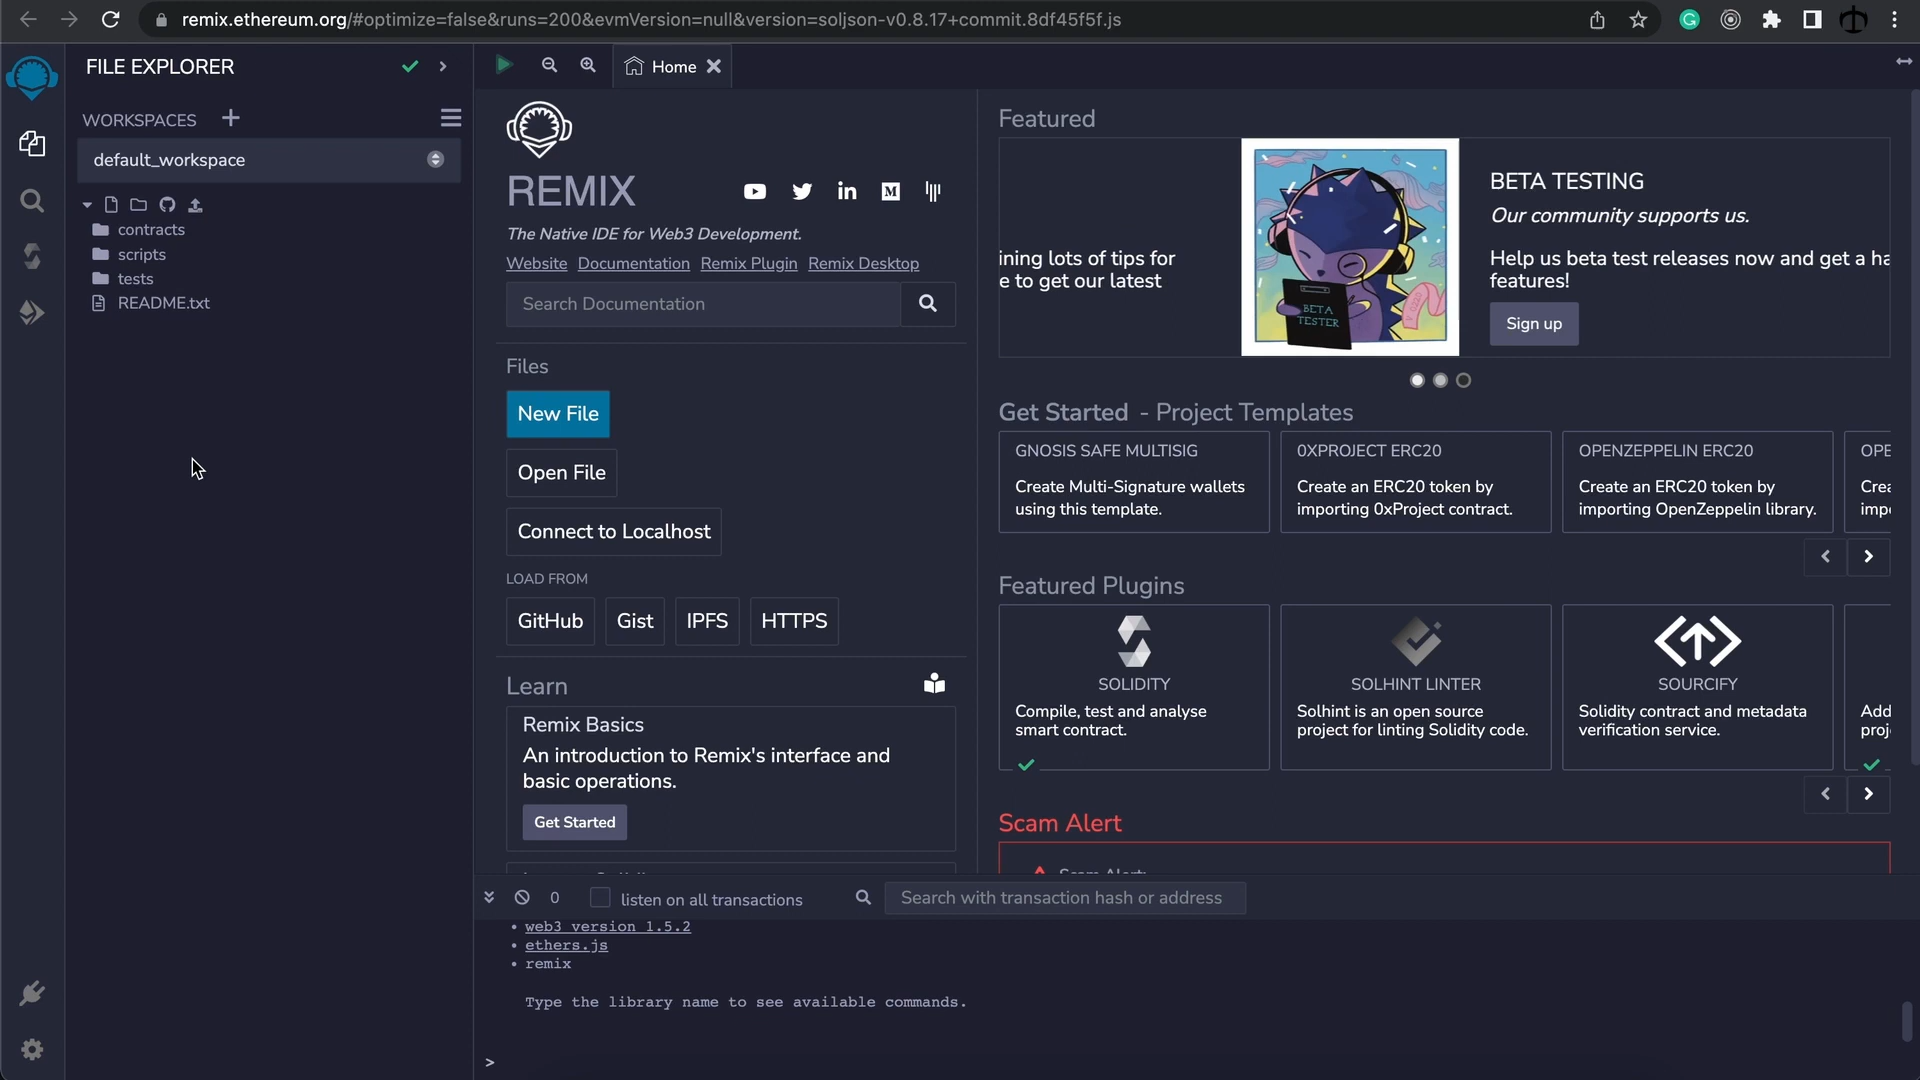 remix.ethereum.org/#optimize=false&runs=200&evmVersion=null&version=soljson-v0.8.17+commit.8df45f5f.js
FILE EXPLORER
WORKSPACES
default_workspace
contracts
scripts
tests
README.txt
Home
REMIX
The Native IDE for Web3 Development.
Website Documentation Remix Plugin Remix Desktop
Search Documentation
Files
New File
Open File
Connect to Localhost
LOAD FROM
GitHub Gist IPFS HTTPS
Learn
Remix Basics
An introduction to Remix's interface and
basic operations.
Get Started
Featured
ining lots of tips for
e to get our latest
BETA
TESTER
BETA TESTING
Our community supports us.
Help us beta test releases now and get a ha
features!
Sign up
Get Started - Project Templates
GNOSIS SAFE MULTISIG
Create Multi-Signature wallets
using this template.
0XPROJECT ERC20
Create an ERC20 token by
importing 0xProject contract.
OPENZEPPELIN ERC20
Create an ERC20 token by
importing OpenZeppelin library.
OPE
Crea
impo
Featured Plugins
SOLIDITY
Compile, test and analyse
smart contract.
SOLHINT LINTER
Solhint is an open source
project for linting Solidity code.
SOURCIFY
Solidity contract and metadata
verification service.
Add
proj
Scam Alert
Scam Alert:
0
listen on all transactions
Search with transaction hash or address
• web3 version 1.5.2
• ethers.js
• remix
Type the library name to see available commands.
>